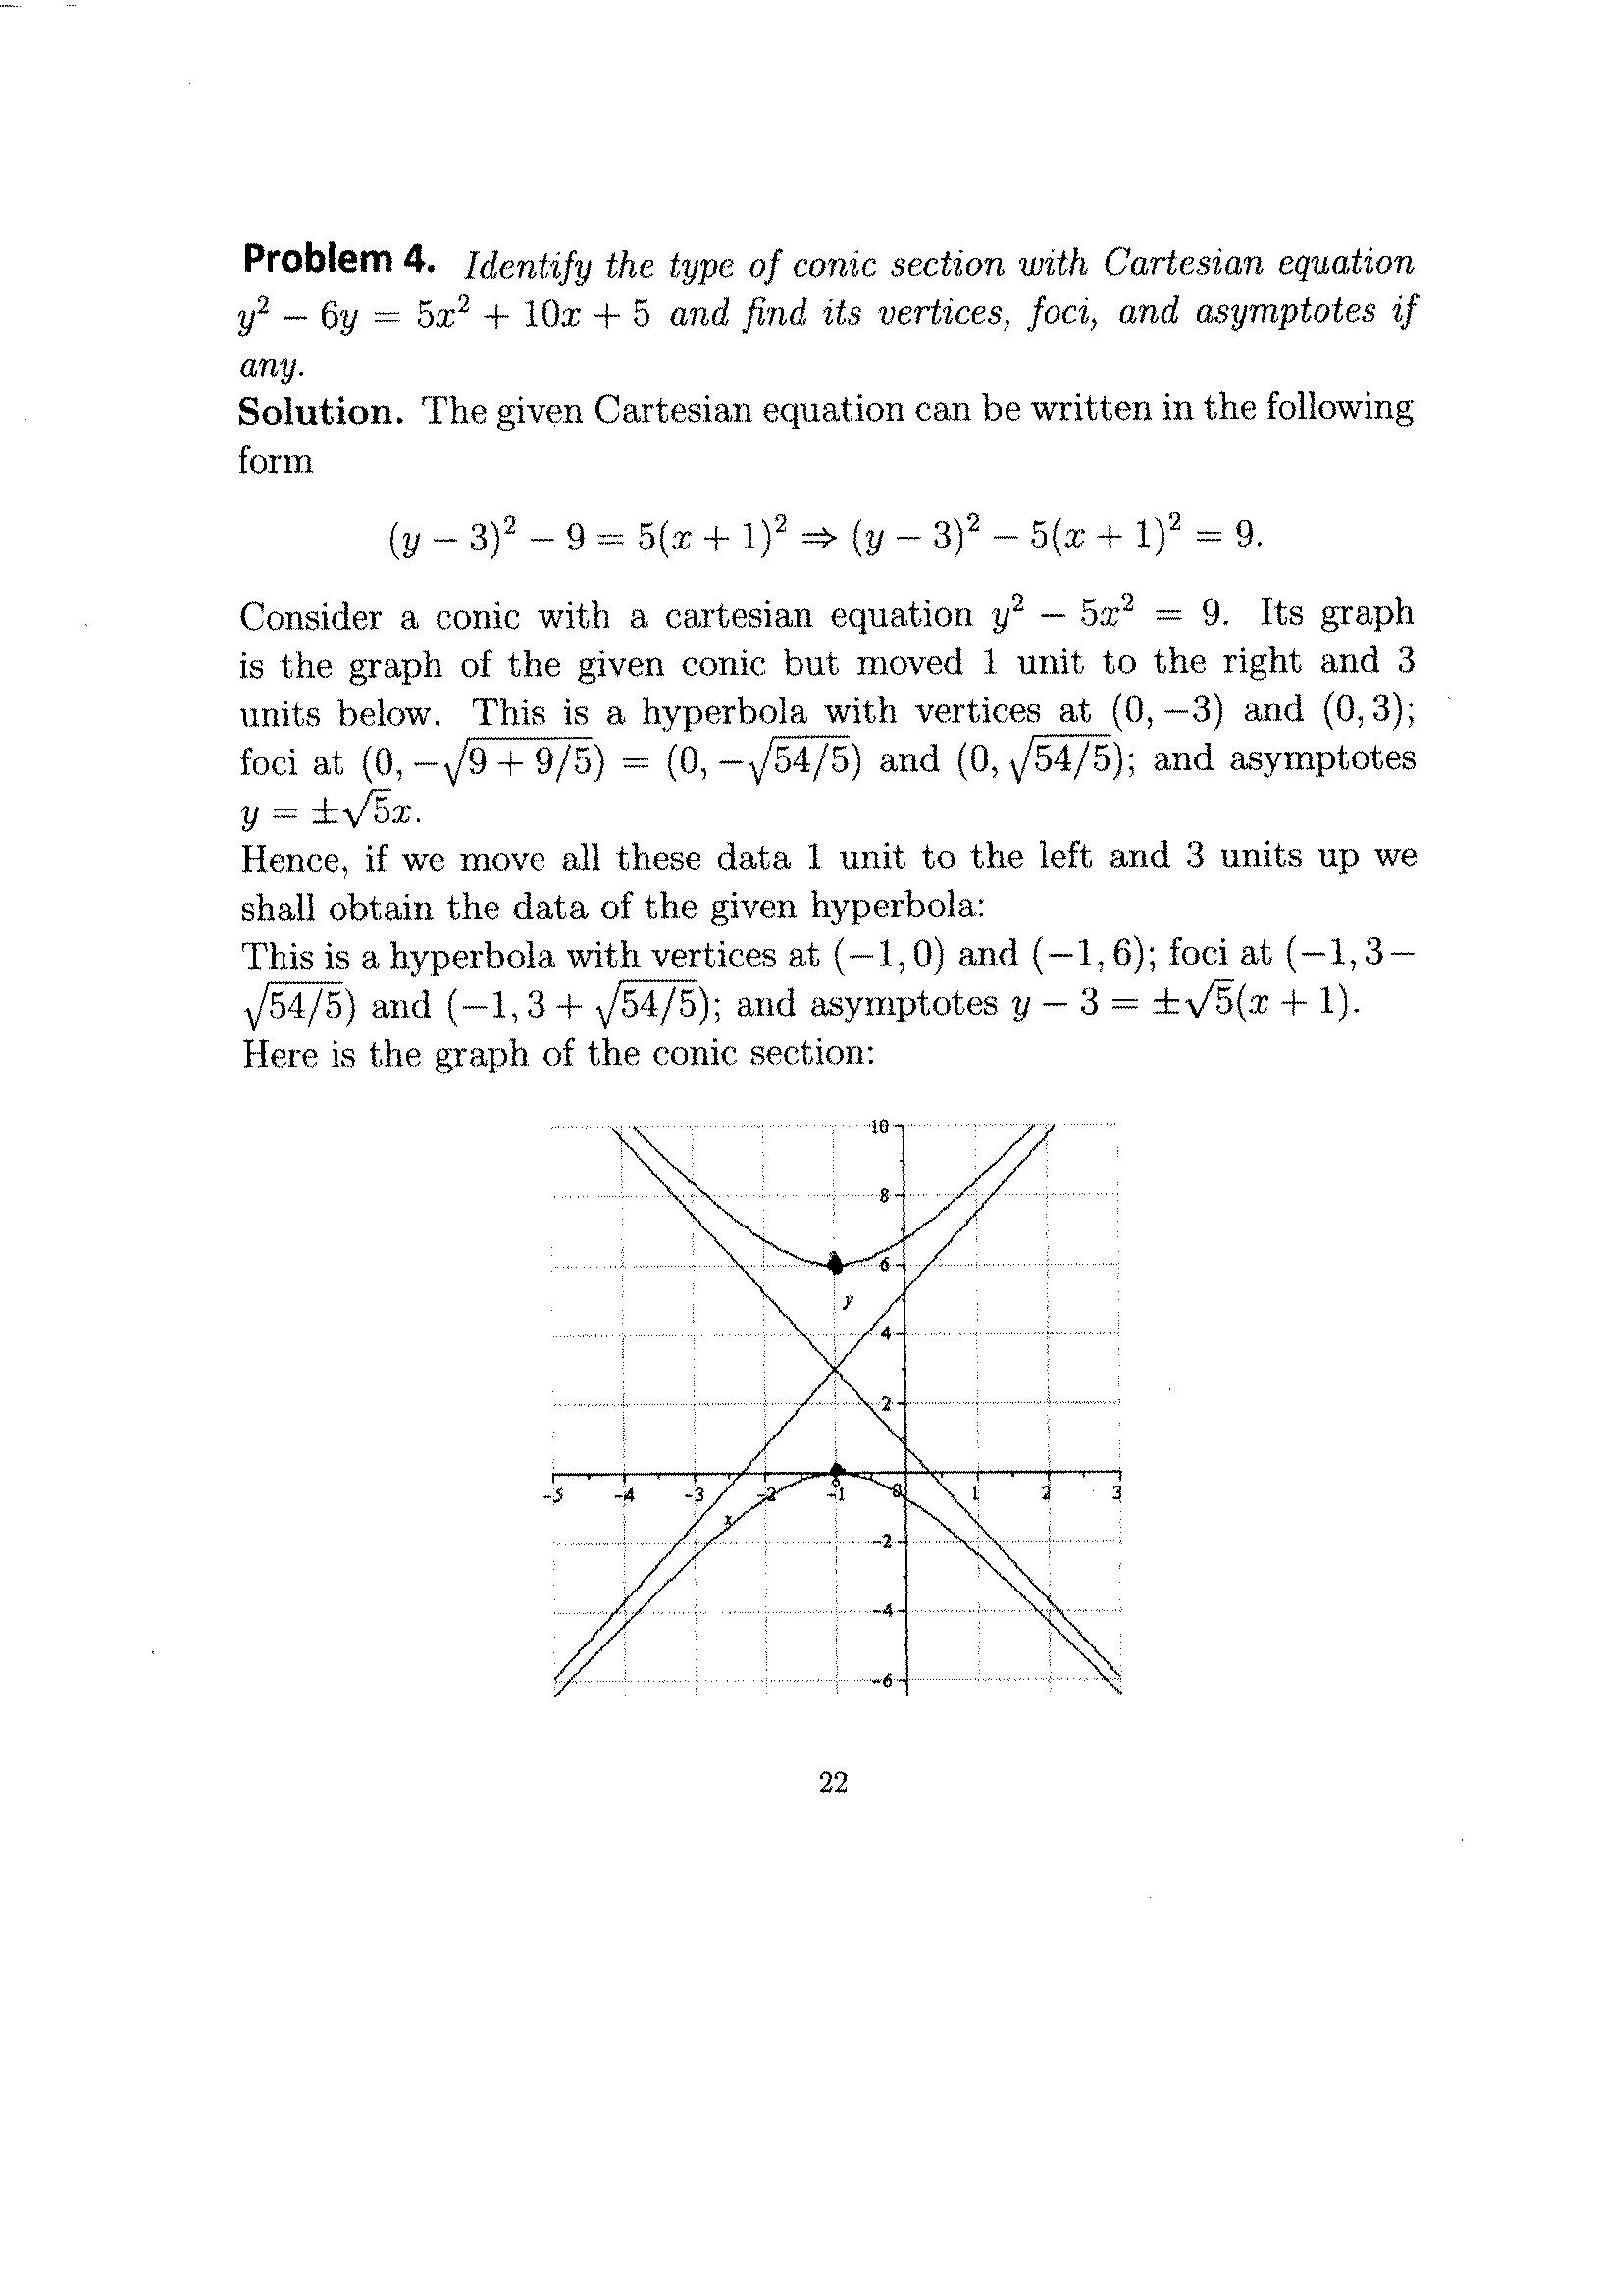 Problem 4. Identify the type of conic section with Cartesian equation
y² − 6y = 5x² + 10x + 5 and find its vertices, foci, and asymptotes if
any.
Solution. The given Cartesian equation can be written in the following
form
(y − 3)² − 9 = 5(x + 1)² ⇒ (y − 3)² − 5(x + 1)² = 9.
Consider a conic with a cartesian equation y² − 5x² = 9. Its graph
is the graph of the given conic but moved 1 unit to the right and 3
units below. This is a hyperbola with vertices at (0, −3) and (0, 3);
foci at (0, −√(9 + 9/5)) = (0, −√(54/5)) and (0, √(54/5)); and asymptotes
y = ±√5x.
Hence, if we move all these data 1 unit to the left and 3 units up we
shall obtain the data of the given hyperbola:
This is a hyperbola with vertices at (−1, 0) and (−1, 6); foci at (−1, 3−
√(54/5)) and (−1, 3 + √(54/5)); and asymptotes y − 3 = ±√5(x + 1).
Here is the graph of the conic section:
10
8
6
y
4
2
-5 -4 -3 -2 -1 0 1 2 3
x
-2
-4
-6
22